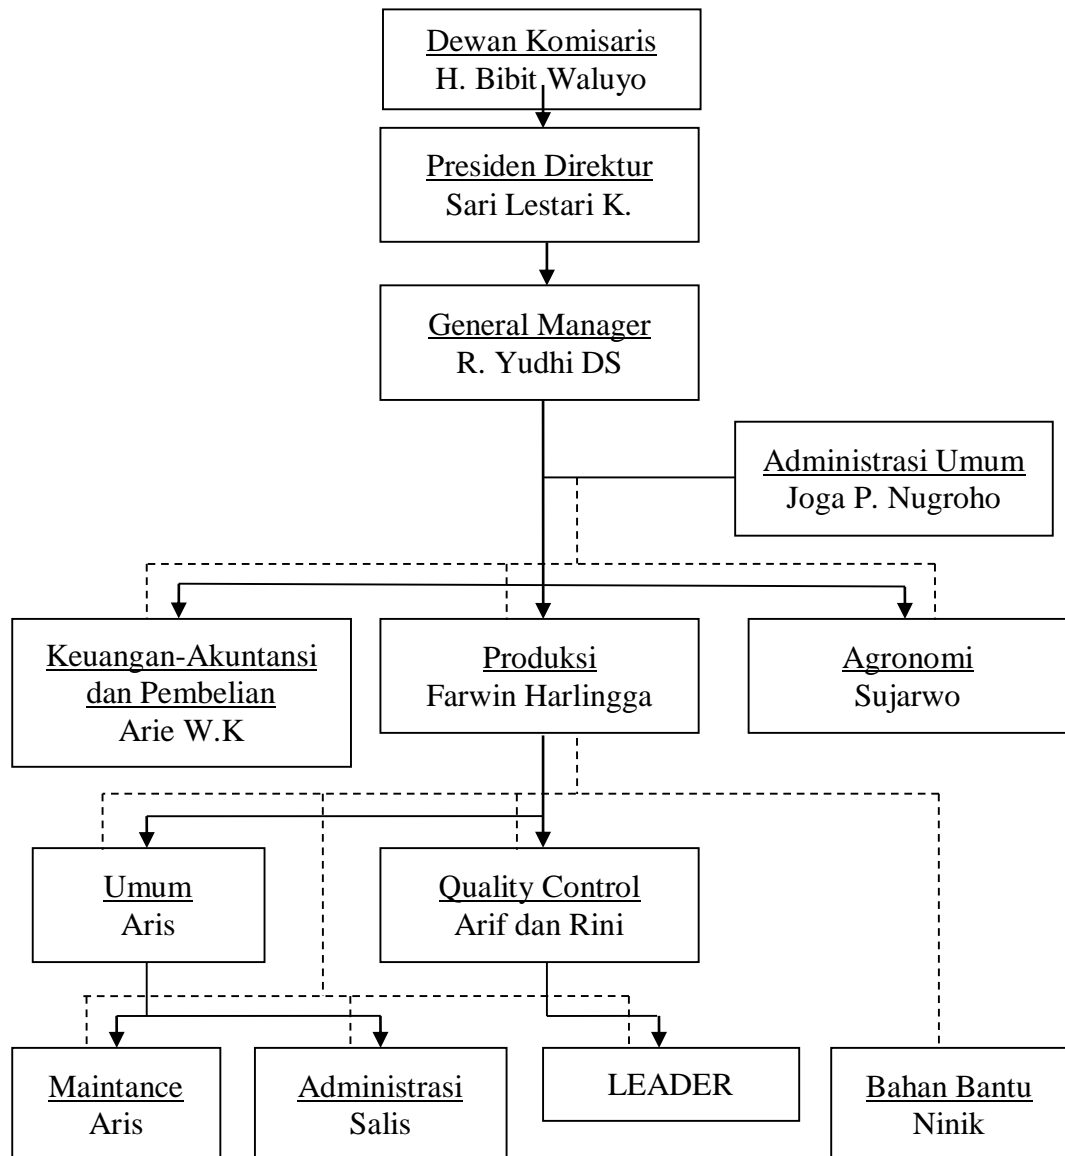 Dewan Komisaris
H. Bibit Waluyo
Presiden Direktur
Sari Lestari K.
General Manager
R. Yudhi DS
Administrasi Umum
Joga P. Nugroho
Keuangan-Akuntansi
dan Pembelian
Arie W.K
Produksi
Farwin Harlingga
Agronomi
Sujarwo
Umum
Aris
Quality Control
Arif dan Rini
Maintance
Aris
Administrasi
Salis
LEADER
Bahan Bantu
Ninik